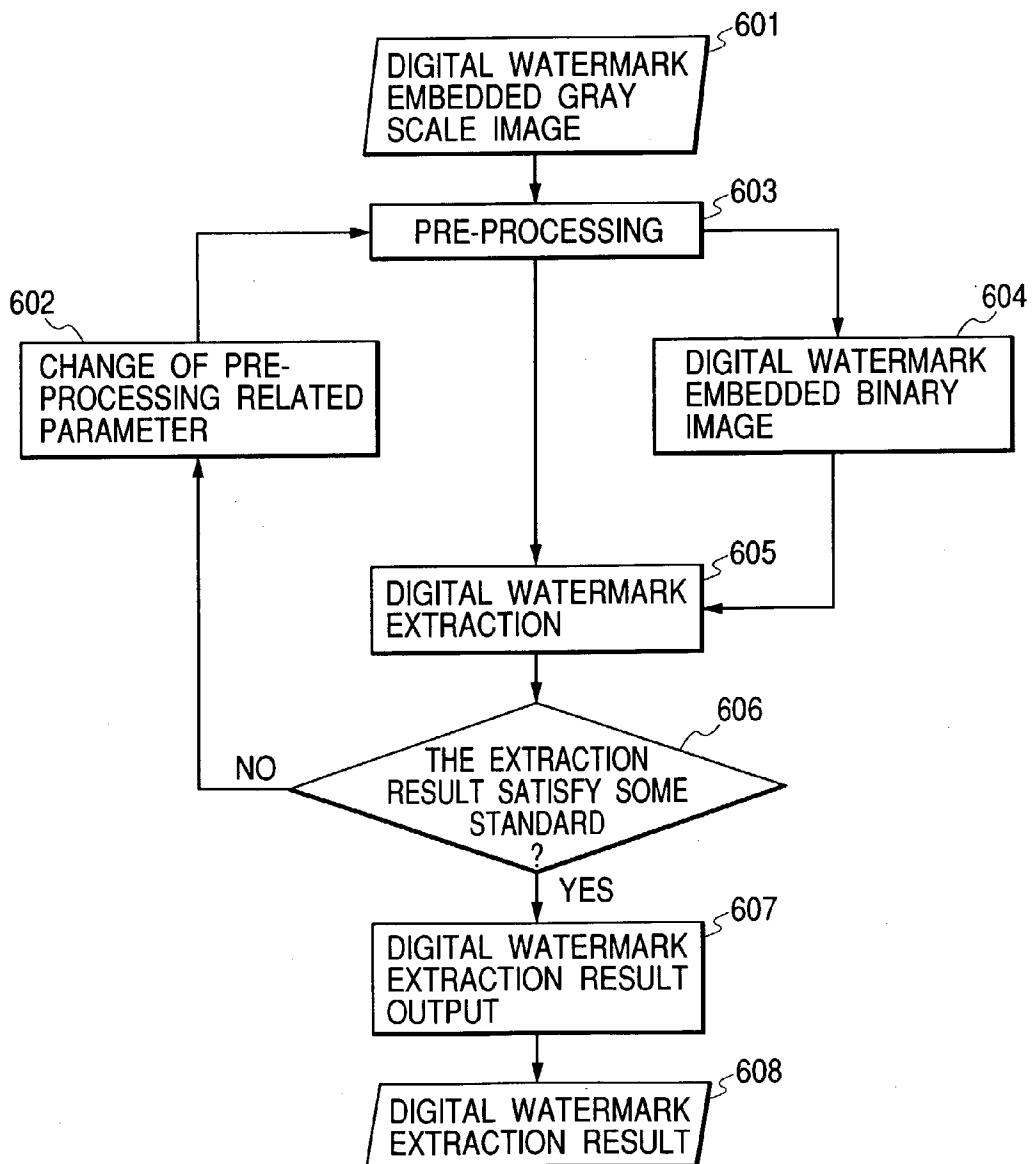 601
DIGITAL WATERMARK
EMBEDDED GRAY
SCALE IMAGE
603
PRE-PROCESSING
602
CHANGE OF PRE-
PROCESSING RELATED
PARAMETER
604
DIGITAL WATERMARK
EMBEDDED BINARY
IMAGE
605
DIGITAL WATERMARK
EXTRACTION
606
THE EXTRACTION
RESULT SATISFY SOME
STANDARD
?
NO
YES
607
DIGITAL WATERMARK
EXTRACTION RESULT
OUTPUT
608
DIGITAL WATERMARK
EXTRACTION RESULT